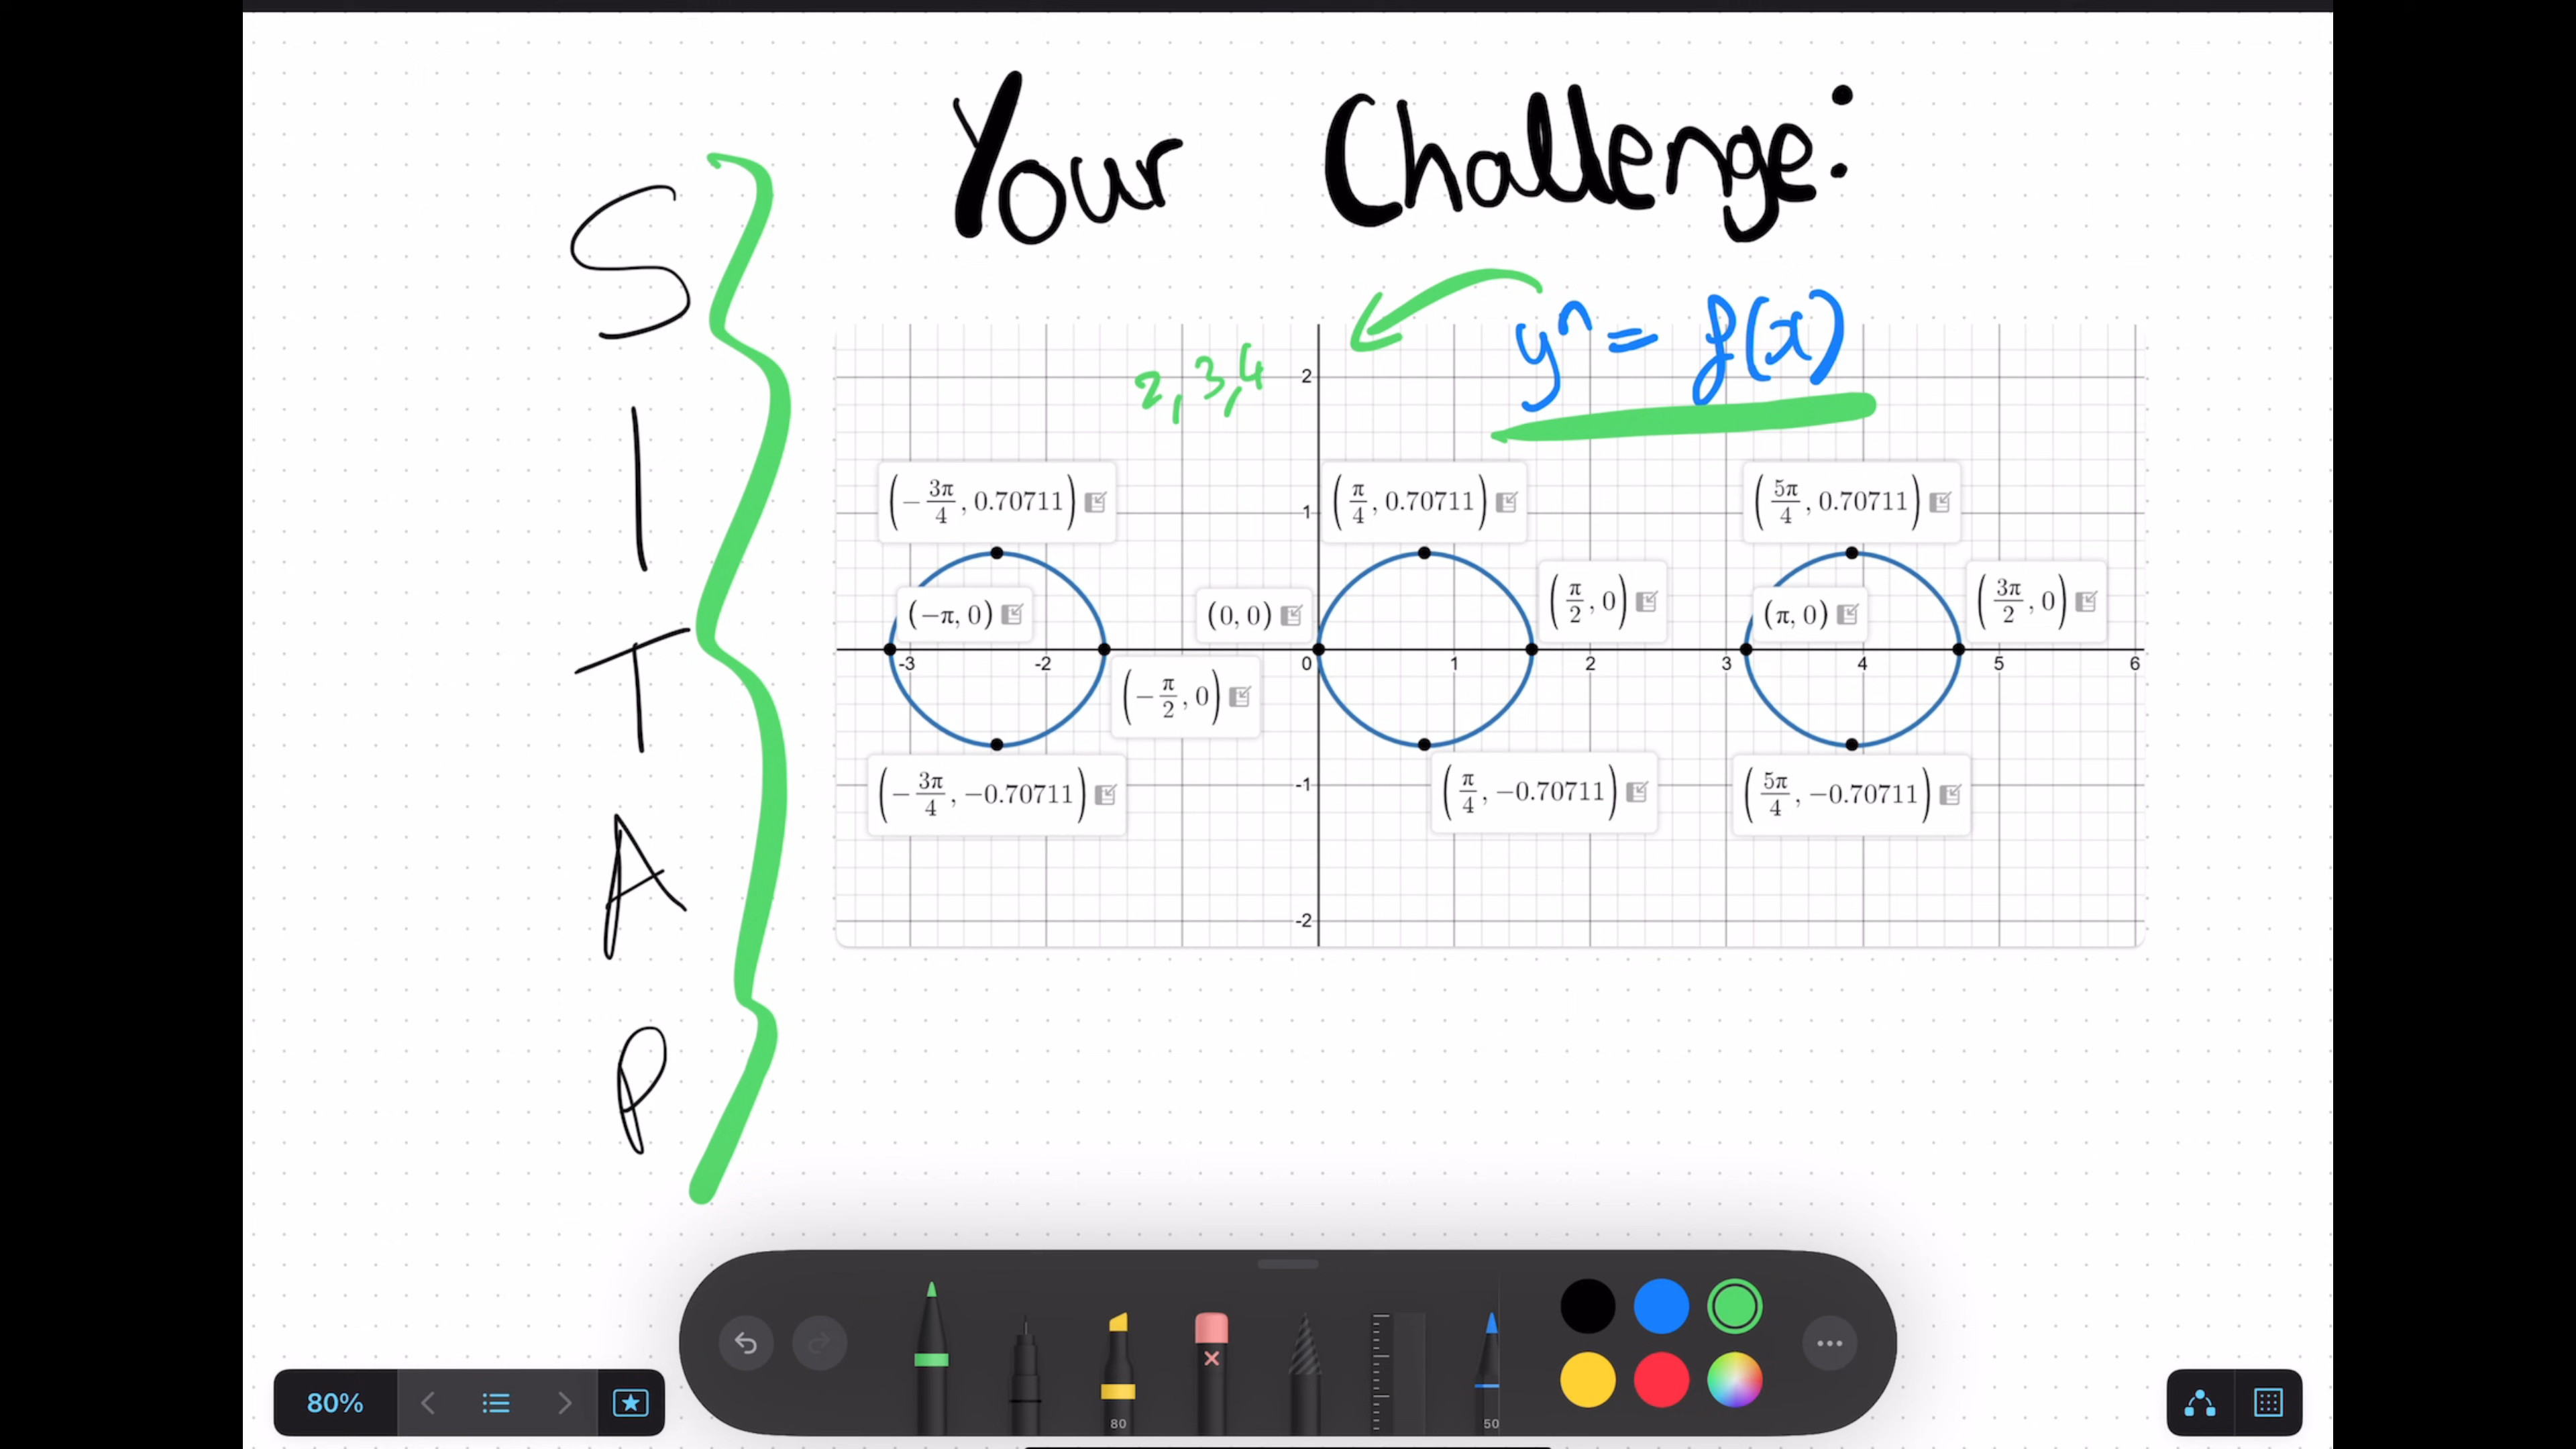 Your Challenge:
S
I
T
A
P
yⁿ = f(x)
2, 3, 4
2
1
(-3π/4, 0.70711)
(π/4, 0.70711)
(5π/4, 0.70711)
(-π, 0)
(0, 0)
(π/2, 0)
(π, 0)
(3π/2, 0)
-3
-2
0
1
2
3
4
5
6
(-π/2, 0)
(-3π/4, -0.70711)
(π/4, -0.70711)
(5π/4, -0.70711)
-1
-2
80%
80
50